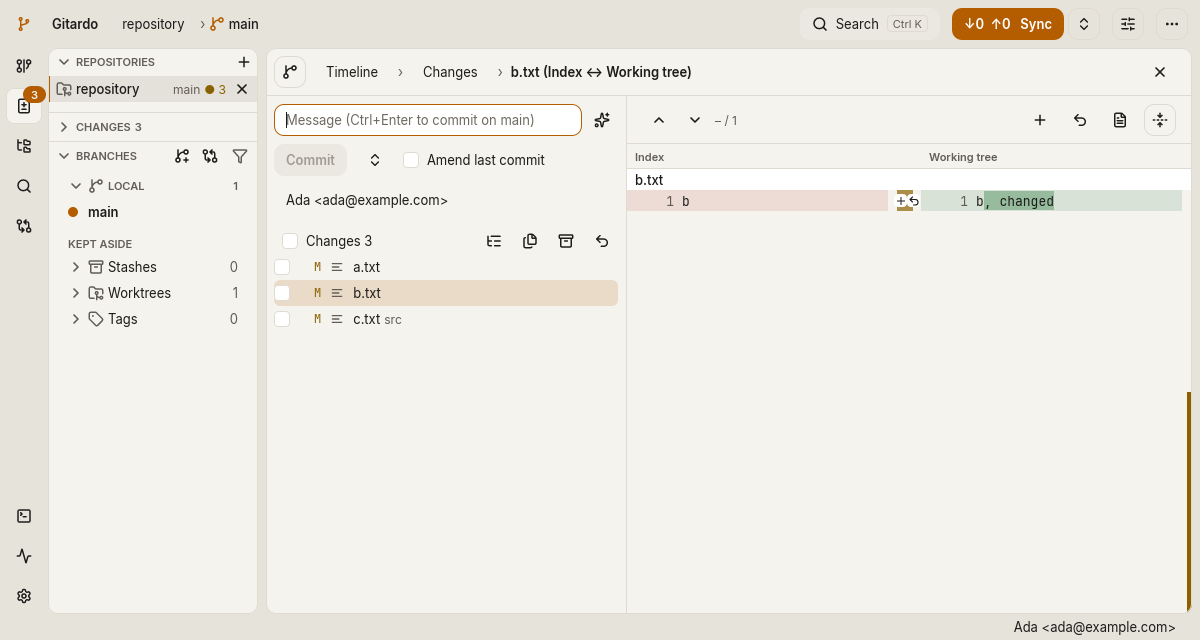 Gitardo
repository
main
Search
Ctrl K
↓0 ↑0 Sync
3
REPOSITORIES
repository
main
3
CHANGES 3
BRANCHES
LOCAL
1
main
KEPT ASIDE
Stashes
0
Worktrees
1
Tags
0
Timeline
Changes
b.txt (Index ↔ Working tree)
Message (Ctrl+Enter to commit on main)
Commit
Amend last commit
Ada <ada@example.com>
Changes 3
M a.txt
M b.txt
M c.txt src
– / 1
Index
Working tree
b.txt
1 b
1 b, changed
Ada <ada@example.com>